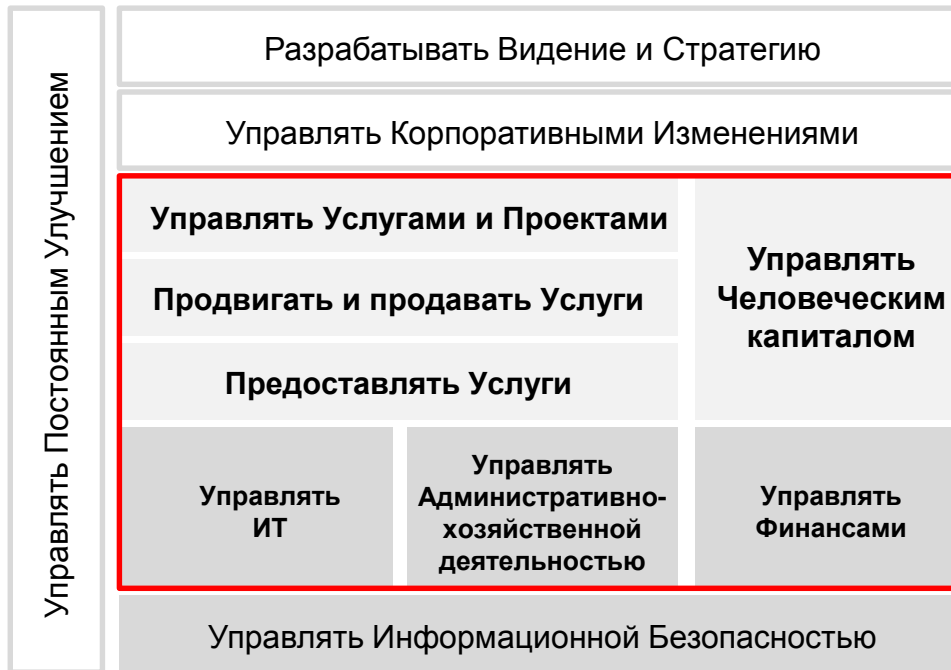 Управлять Постоянным Улучшением
Разрабатывать Видение и Стратегию
Управлять Корпоративными Изменениями
Управлять Услугами и Проектами
Продвигать и продавать Услуги
Предоставлять Услуги
Управлять
Человеческим
капиталом
Управлять
ИТ
Управлять
Административно-
хозяйственной
деятельностью
Управлять
Финансами
Управлять Информационной Безопасностью